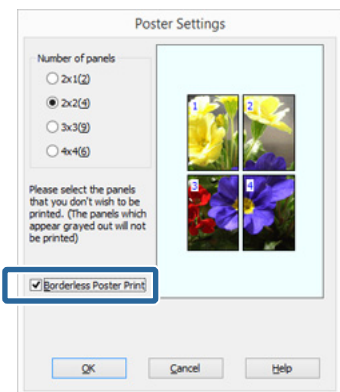 Poster Settings
Number of panels
2x1(2)
2x2(4)
3x3(9)
4x4(6)
Please select the panels
that you don't wish to be
printed. (The panels which
appear grayed out will not
be printed)
Borderless Poster Print
1 2
3 4
OK Cancel Help